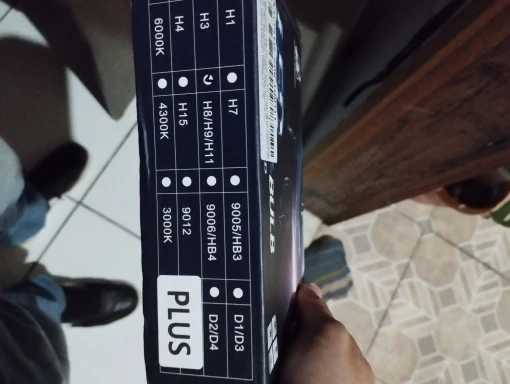 BULB
H1
H7
9005/HB3
D1/D3
H3
H8/H9/H11
9006/HB4
D2/D4
H4
H15
9012
PLUS
6000K
4300K
3000K